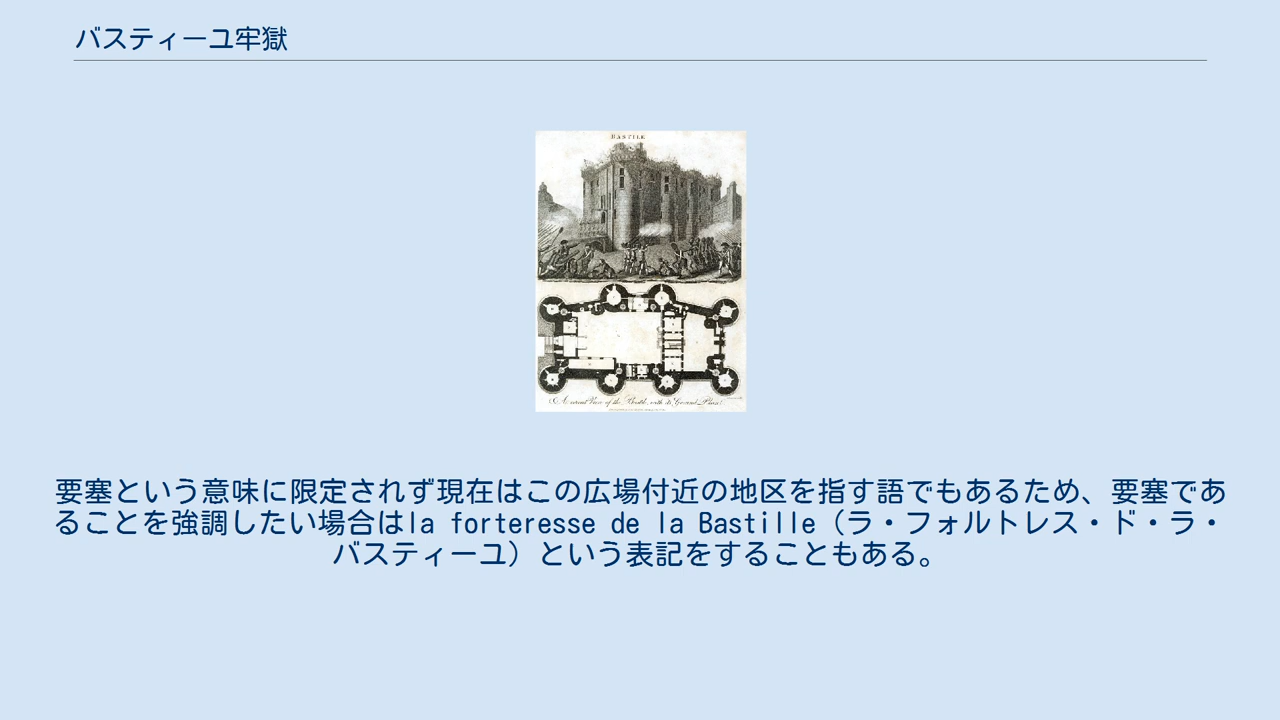 バスティーユ牢獄
BASTILE
要塞という意味に限定されず現在はこの広場付近の地区を指す語でもあるため、要塞であ
ることを強調したい場合はla forteresse de la Bastille（ラ・フォルトレス・ド・ラ・
バスティーユ）という表記をすることもある。